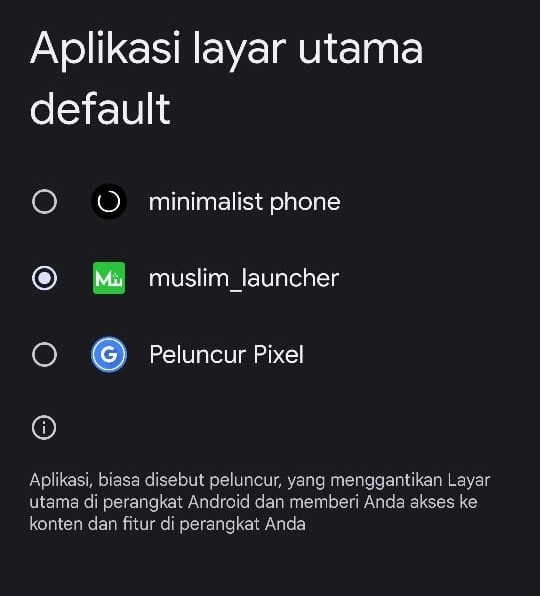 Aplikasi layar utama
default
minimalist phone
muslim_launcher
G Peluncur Pixel
Aplikasi, biasa disebut peluncur, yang menggantikan Layar
utama di perangkat Android dan memberi Anda akses ke
konten dan fitur di perangkat Anda